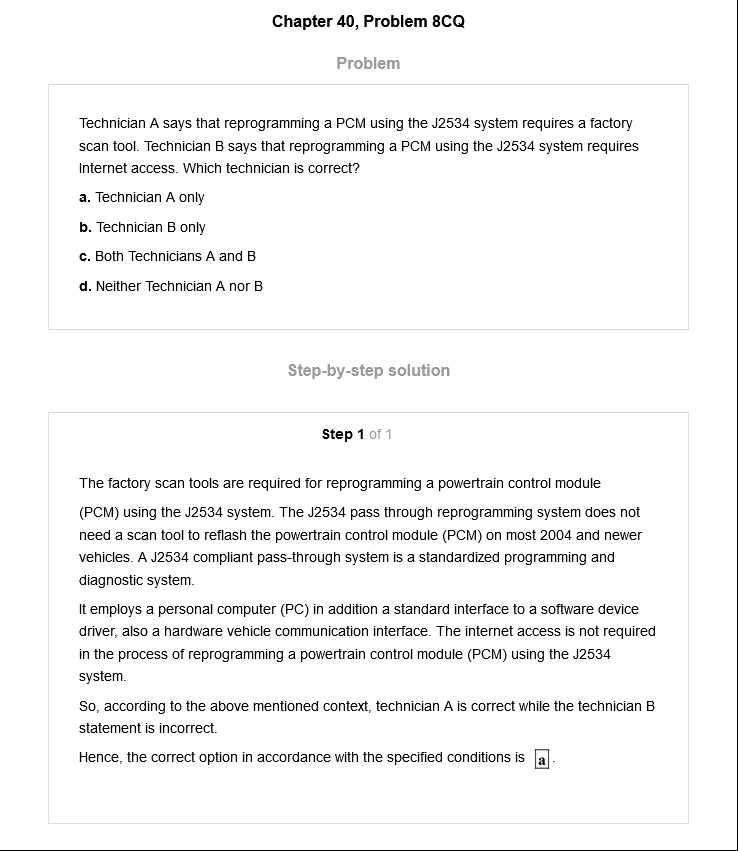 Chapter 40, Problem 8CQ
Problem
Technician A says that reprogramming a PCM using the J2534 system requires a factory
scan tool. Technician B says that reprogramming a PCM using the J2534 system requires
Internet access. Which technician is correct?
a. Technician A only
b. Technician B only
c. Both Technicians A and B
d. Neither Technician A nor B
Step-by-step solution
Step 1 of 1
The factory scan tools are required for reprogramming a powertrain control module
(PCM) using the J2534 system. The J2534 pass through reprogramming system does not
need a scan tool to reflash the powertrain control module (PCM) on most 2004 and newer
vehicles. A J2534 compliant pass-through system is a standardized programming and
diagnostic system.
It employs a personal computer (PC) in addition a standard interface to a software device
driver, also a hardware vehicle communication interface. The internet access is not required
in the process of reprogramming a powertrain control module (PCM) using the J2534
system.
So, according to the above mentioned context, technician A is correct while the technician B
statement is incorrect.
Hence, the correct option in accordance with the specified conditions is a.